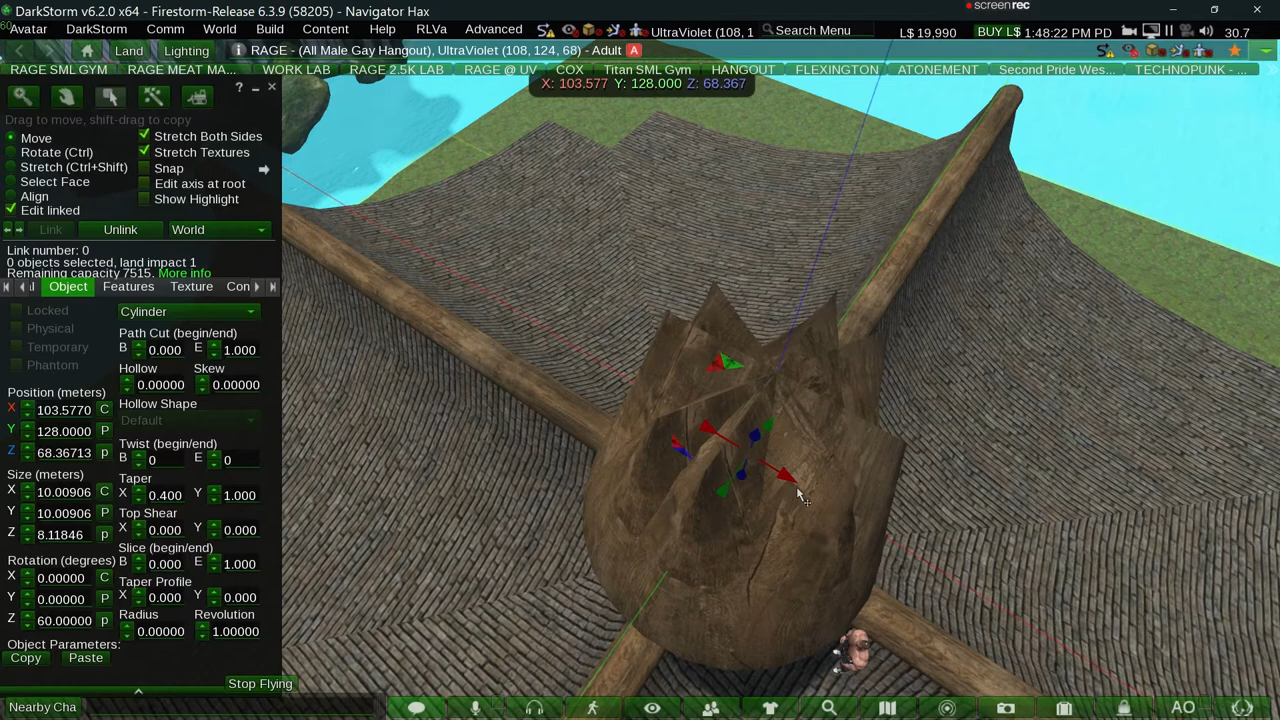 DarkStorm v6.2.0 x64 - Firestorm-Release 6.3.9 (58205) - Navigator Hax
screenrec
60
Avatar DarkStorm Comm World Build Content Help RLVa Advanced UltraViolet (108, 1 Search Menu L$ 19,990 BUY L$ 1:48:22 PM PD 30.7
Land Lighting RAGE - (All Male Gay Hangout), UltraViolet (108, 124, 68) - Adult A
RAGE SML GYM RAGE MEAT MA... WORK LAB RAGE 2.5K LAB RAGE @ UV COX Titan SML Gym HANGOUT FLEXINGTON ATONEMENT Second Pride Wes... TECHNOPUNK - ...
X: 103.577 Y: 128.000 Z: 68.367
Drag to move, shift-drag to copy
Move Stretch Both Sides
Rotate (Ctrl) Stretch Textures
Stretch (Ctrl+Shift) Snap
Select Face Edit axis at root
Align Show Highlight
Edit linked
Link Unlink World
Link number: 0
0 objects selected, land impact 1
Remaining capacity 7515. More info
Object Features Texture Con
Locked Cylinder
Physical Path Cut (begin/end)
Temporary B 0.000 E 1.000
Phantom Hollow Skew
0.00000 0.00000
Position (meters) Hollow Shape
X 103.5770 C Default
Y 128.0000 P
Z 68.36713 p Twist (begin/end)
B 0 E 0
Size (meters) Taper
X 10.00906 C X 0.400 Y 1.000
Y 10.00906 P Top Shear
Z 8.11846 p X 0.000 Y 0.000
Slice (begin/end)
Rotation (degrees) B 0.000 E 1.000
X 0.00000 C Taper Profile
Y 0.00000 P X 0.000 Y 0.000
Z 60.00000 p Radius Revolution
0.00000 1.00000
Object Parameters:
Copy Paste
Stop Flying
Nearby Cha
AO